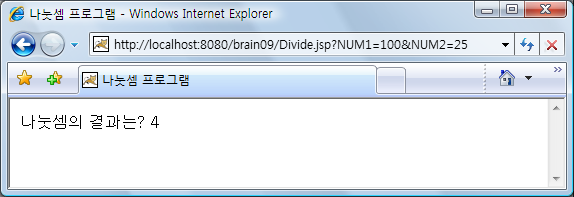 나눗셈 프로그램 - Windows Internet Explorer
http://localhost:8080/brain09/Divide.jsp?NUM1=100&NUM2=25
나눗셈 프로그램
나눗셈의 결과는? 4